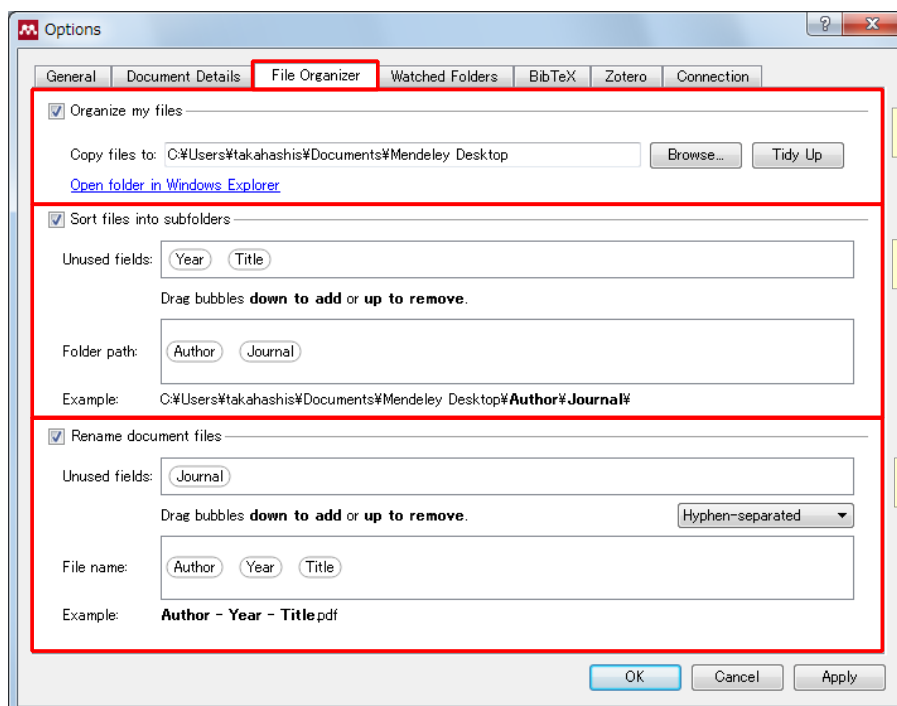 Options
General Document Details File Organizer Watched Folders BibTeX Zotero Connection
Organize my files
Copy files to: C:¥Users¥takahashis¥Documents¥Mendeley Desktop Browse... Tidy Up
Open folder in Windows Explorer
Sort files into subfolders
Unused fields: Year Title
Drag bubbles down to add or up to remove.
Folder path: Author Journal
Example: C:¥Users¥takahashis¥Documents¥Mendeley Desktop¥Author¥Journal¥
Rename document files
Unused fields: Journal
Drag bubbles down to add or up to remove. Hyphen-separated
File name: Author Year Title
Example: Author - Year - Title.pdf
OK Cancel Apply